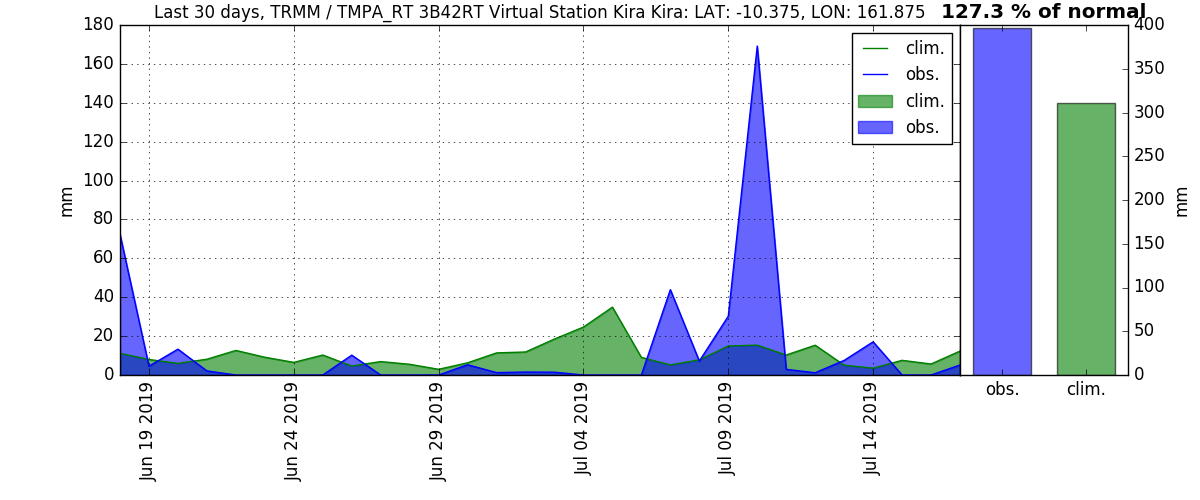 Last 30 days, TRMM / TMPA_RT 3B42RT Virtual Station Kira Kira: LAT: -10.375, LON: 161.875
127.3 % of normal
180
160
140
120
100
80
60
40
20
0
mm
clim.
obs.
clim.
obs.
Jun 19 2019
Jun 24 2019
Jun 29 2019
Jul 04 2019
Jul 09 2019
Jul 14 2019
400
350
300
250
200
150
100
50
0
mm
obs.
clim.